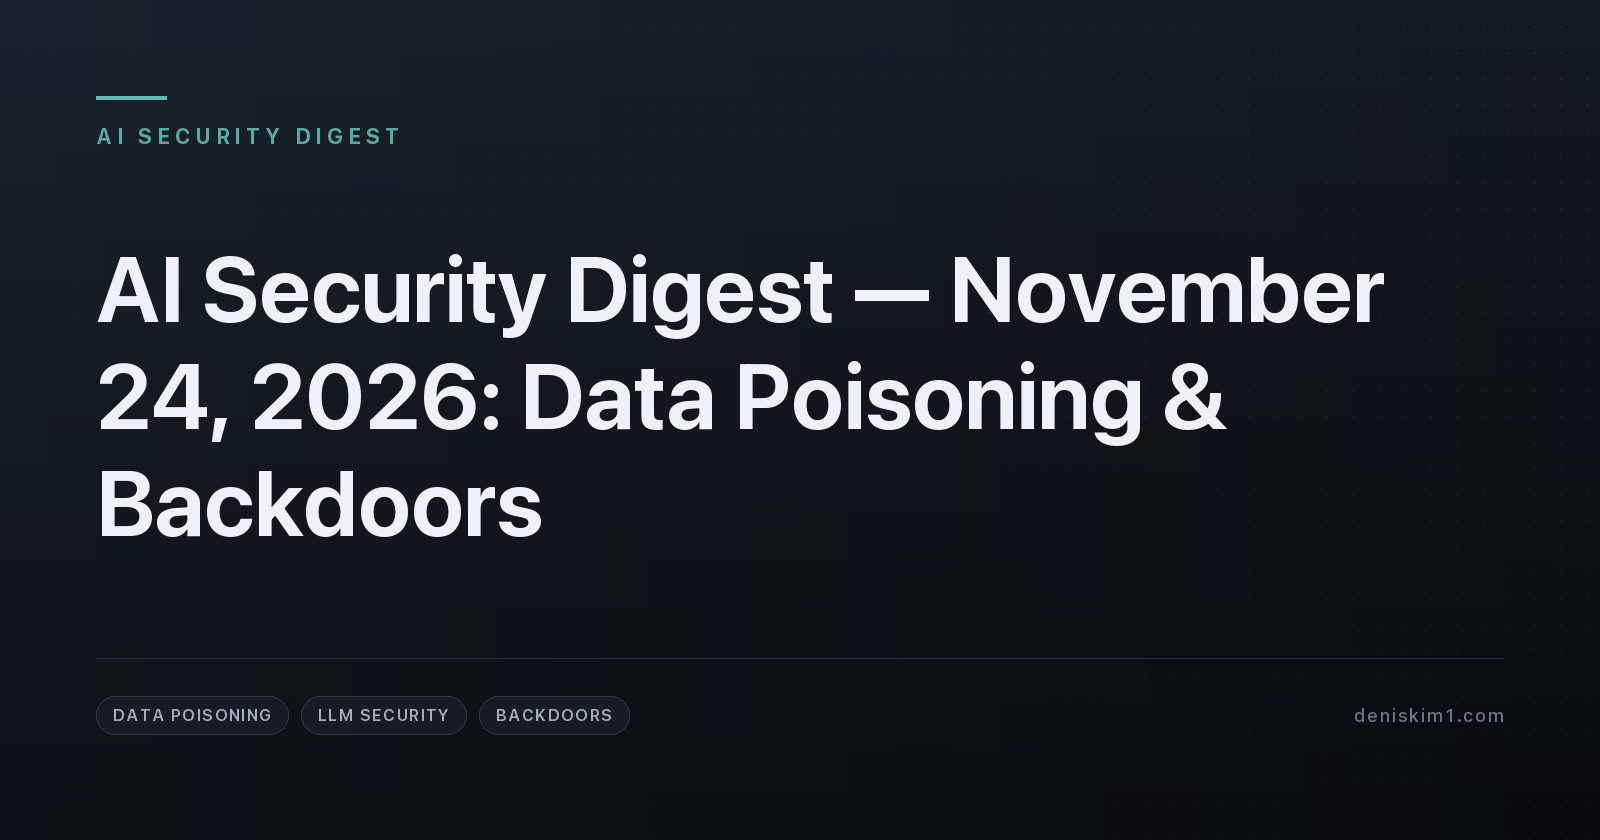 AI SECURITY DIGEST
AI Security Digest — November
24, 2026: Data Poisoning &
Backdoors
DATA POISONING LLM SECURITY BACKDOORS deniskim1.com